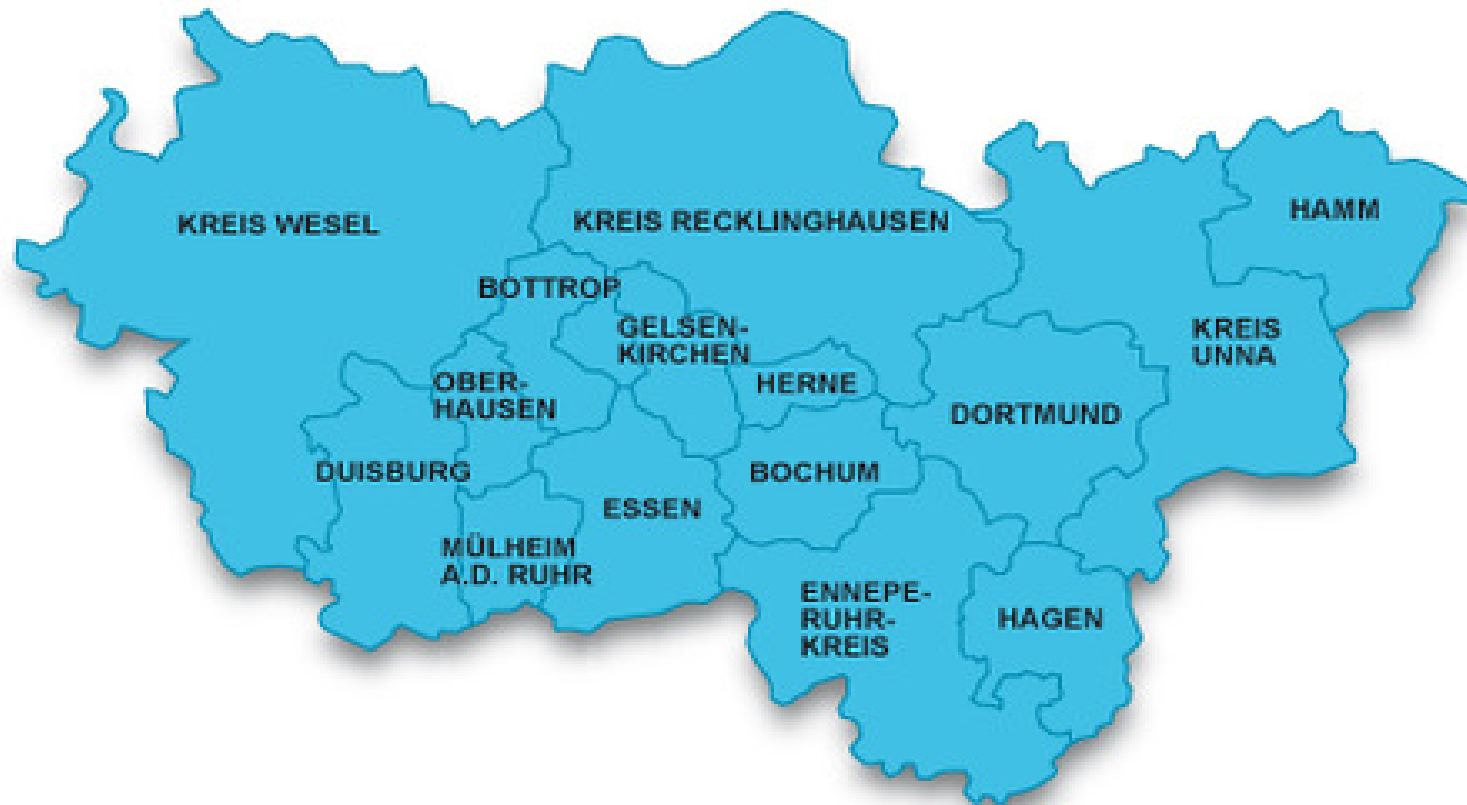 KREIS WESEL
KREIS RECKLINGHAUSEN
HAMM
BOTTROP
GELSEN-
KIRCHEN
KREIS
UNNA
OBER-
HAUSEN
HERNE
DORTMUND
DUISBURG
BOCHUM
ESSEN
MÜLHEIM
A.D. RUHR
ENNEPE-
RUHR-
KREIS
HAGEN